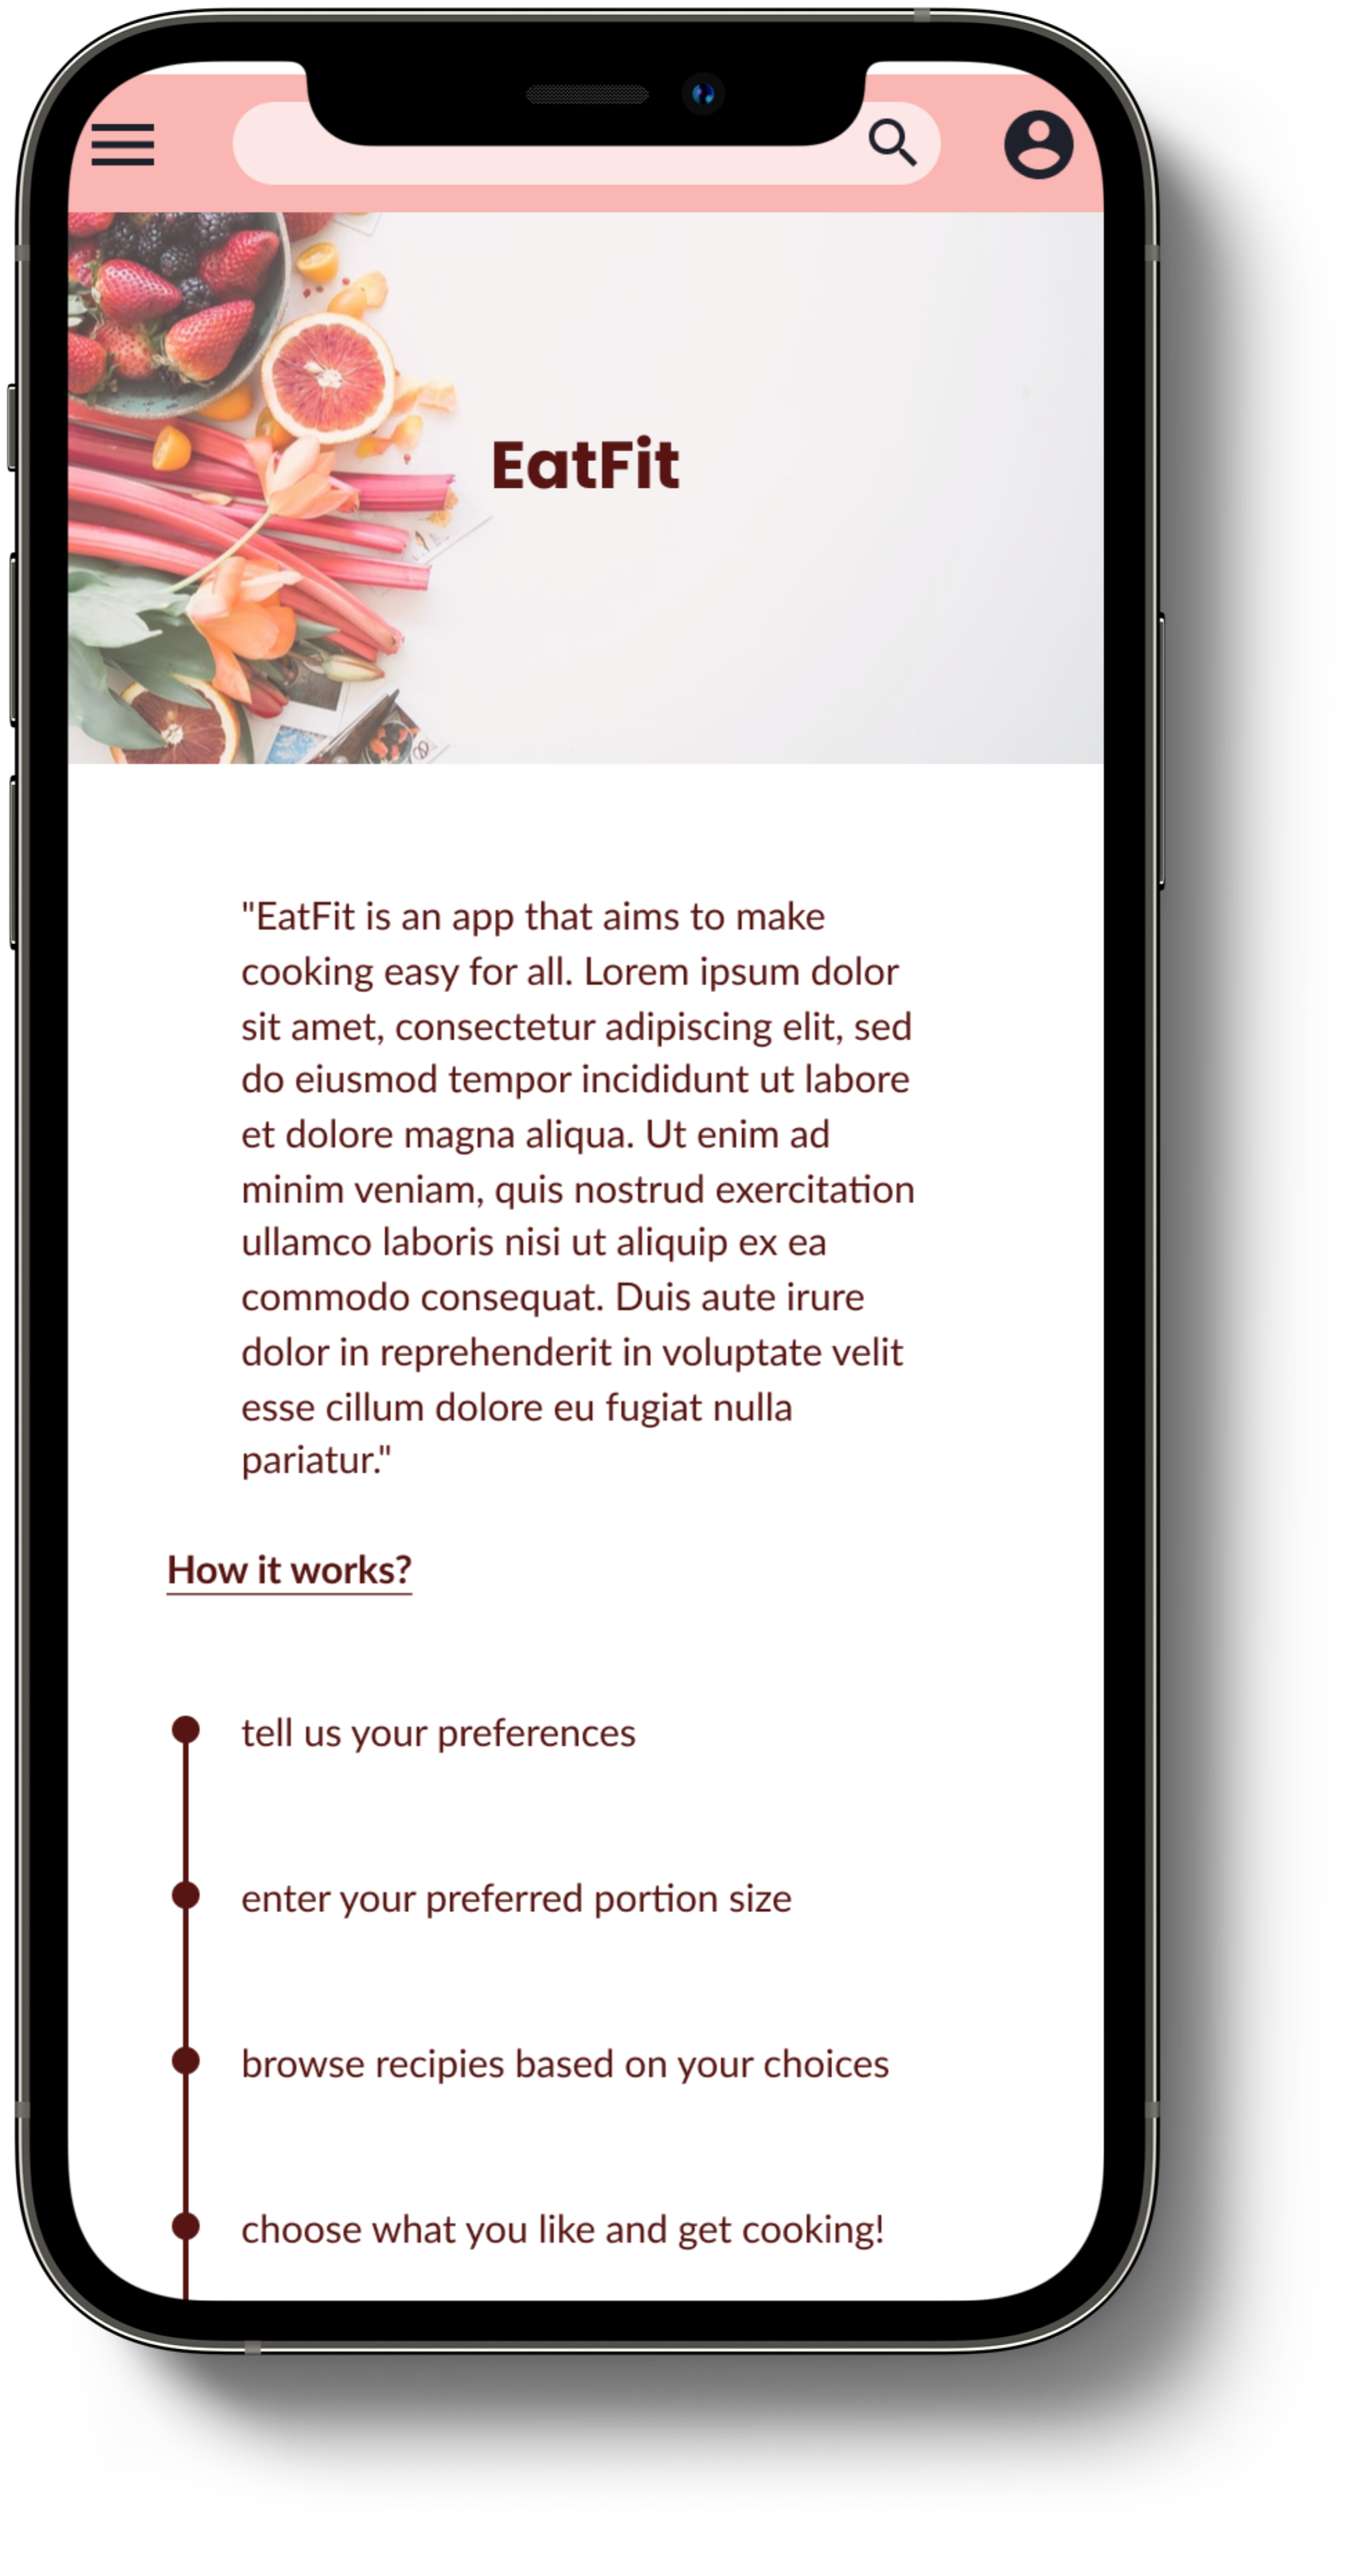 EatFit
"EatFit is an app that aims to make
cooking easy for all. Lorem ipsum dolor
sit amet, consectetur adipiscing elit, sed
do eiusmod tempor incididunt ut labore
et dolore magna aliqua. Ut enim ad
minim veniam, quis nostrud exercitation
ullamco laboris nisi ut aliquip ex ea
commodo consequat. Duis aute irure
dolor in reprehenderit in voluptate velit
esse cillum dolore eu fugiat nulla
pariatur."
How it works?
tell us your preferences
enter your preferred portion size
browse recipies based on your choices
choose what you like and get cooking!